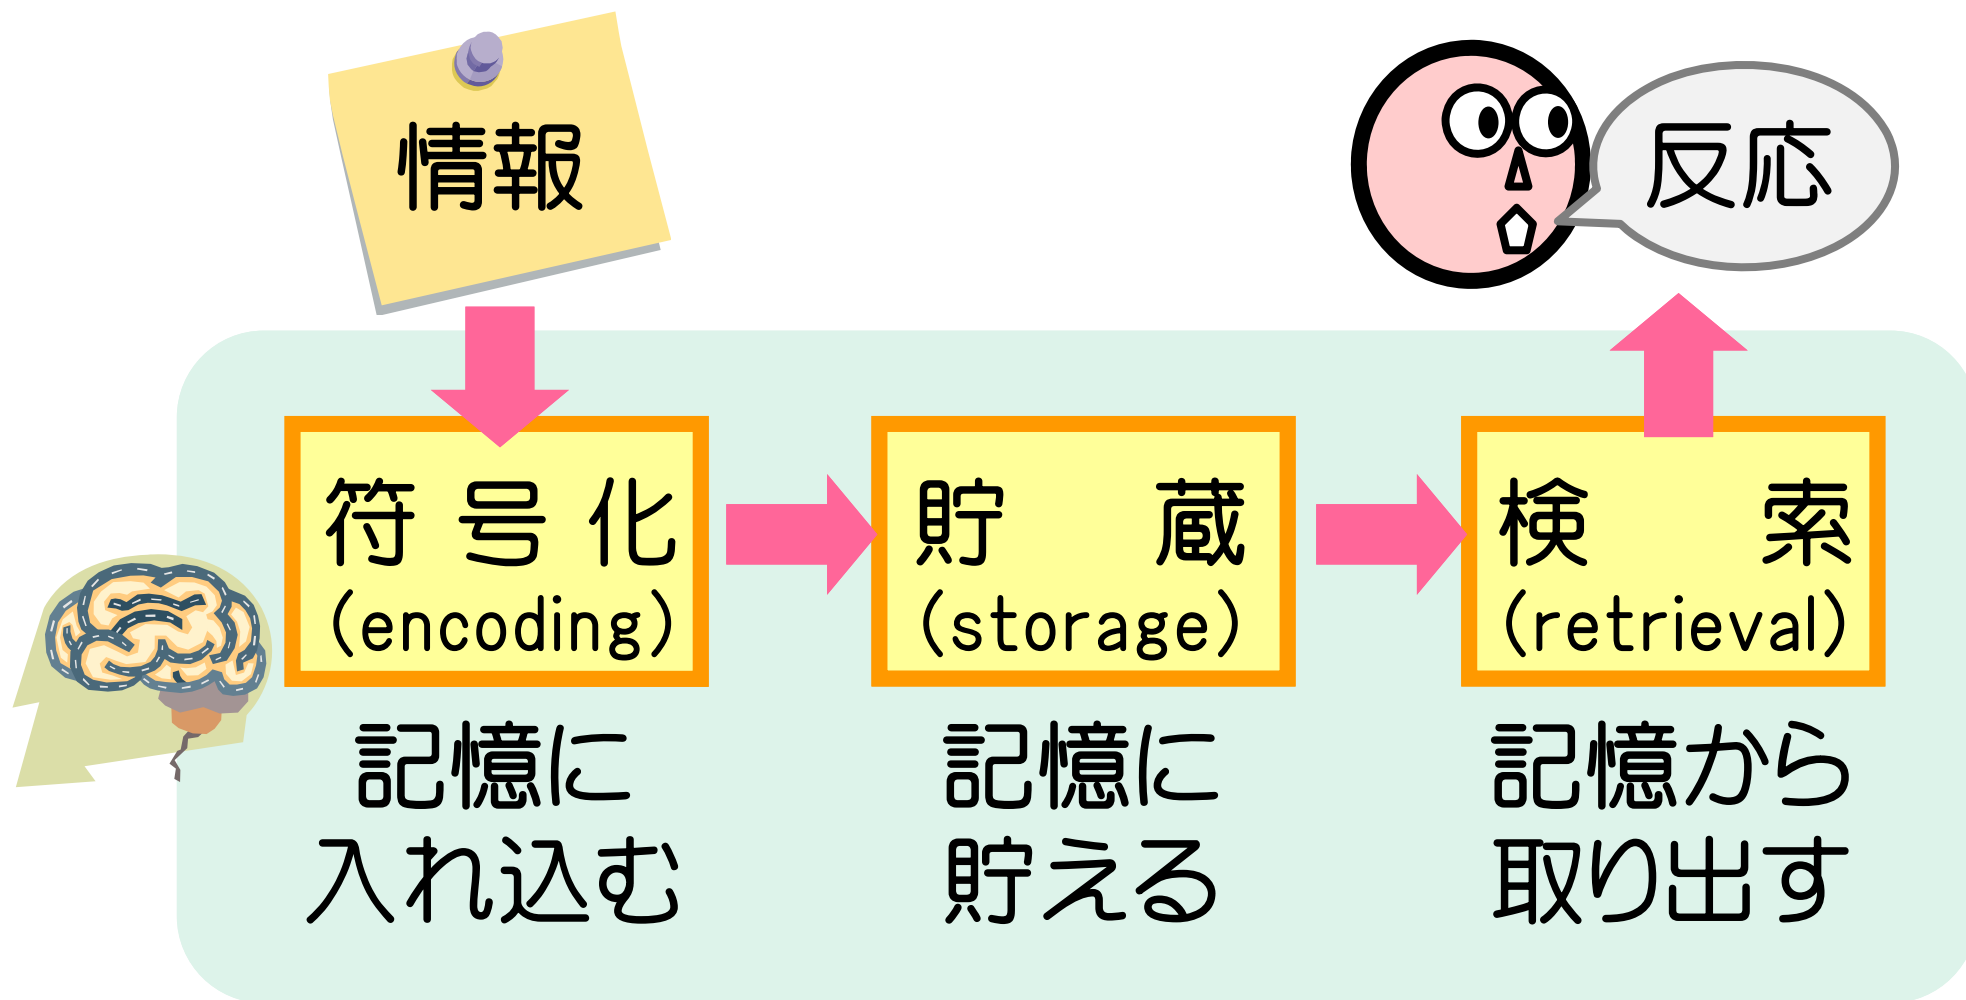 情報
反応
符号化
(encoding)
貯蔵
(storage)
検索
(retrieval)
記憶に
入れ込む
記憶に
貯える
記憶から
取り出す